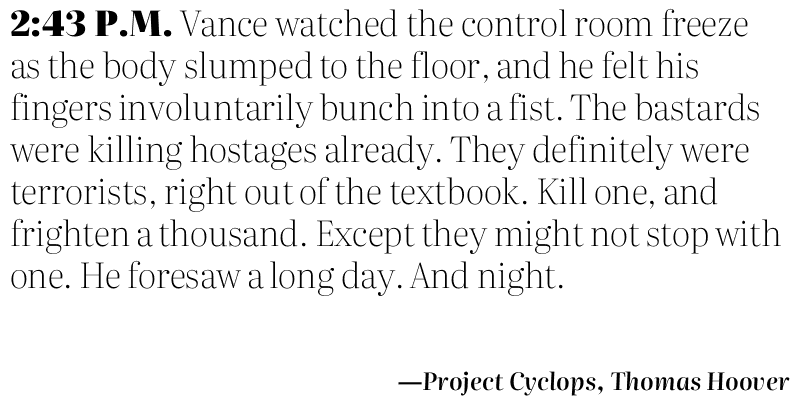 2:43 P.M. Vance watched the control room freeze
as the body slumped to the floor, and he felt his
fingers involuntarily bunch into a fist. The bastards
were killing hostages already. They definitely were
terrorists, right out of the textbook. Kill one, and
frighten a thousand. Except they might not stop with
one. He foresaw a long day. And night.
—Project Cyclops, Thomas Hoover